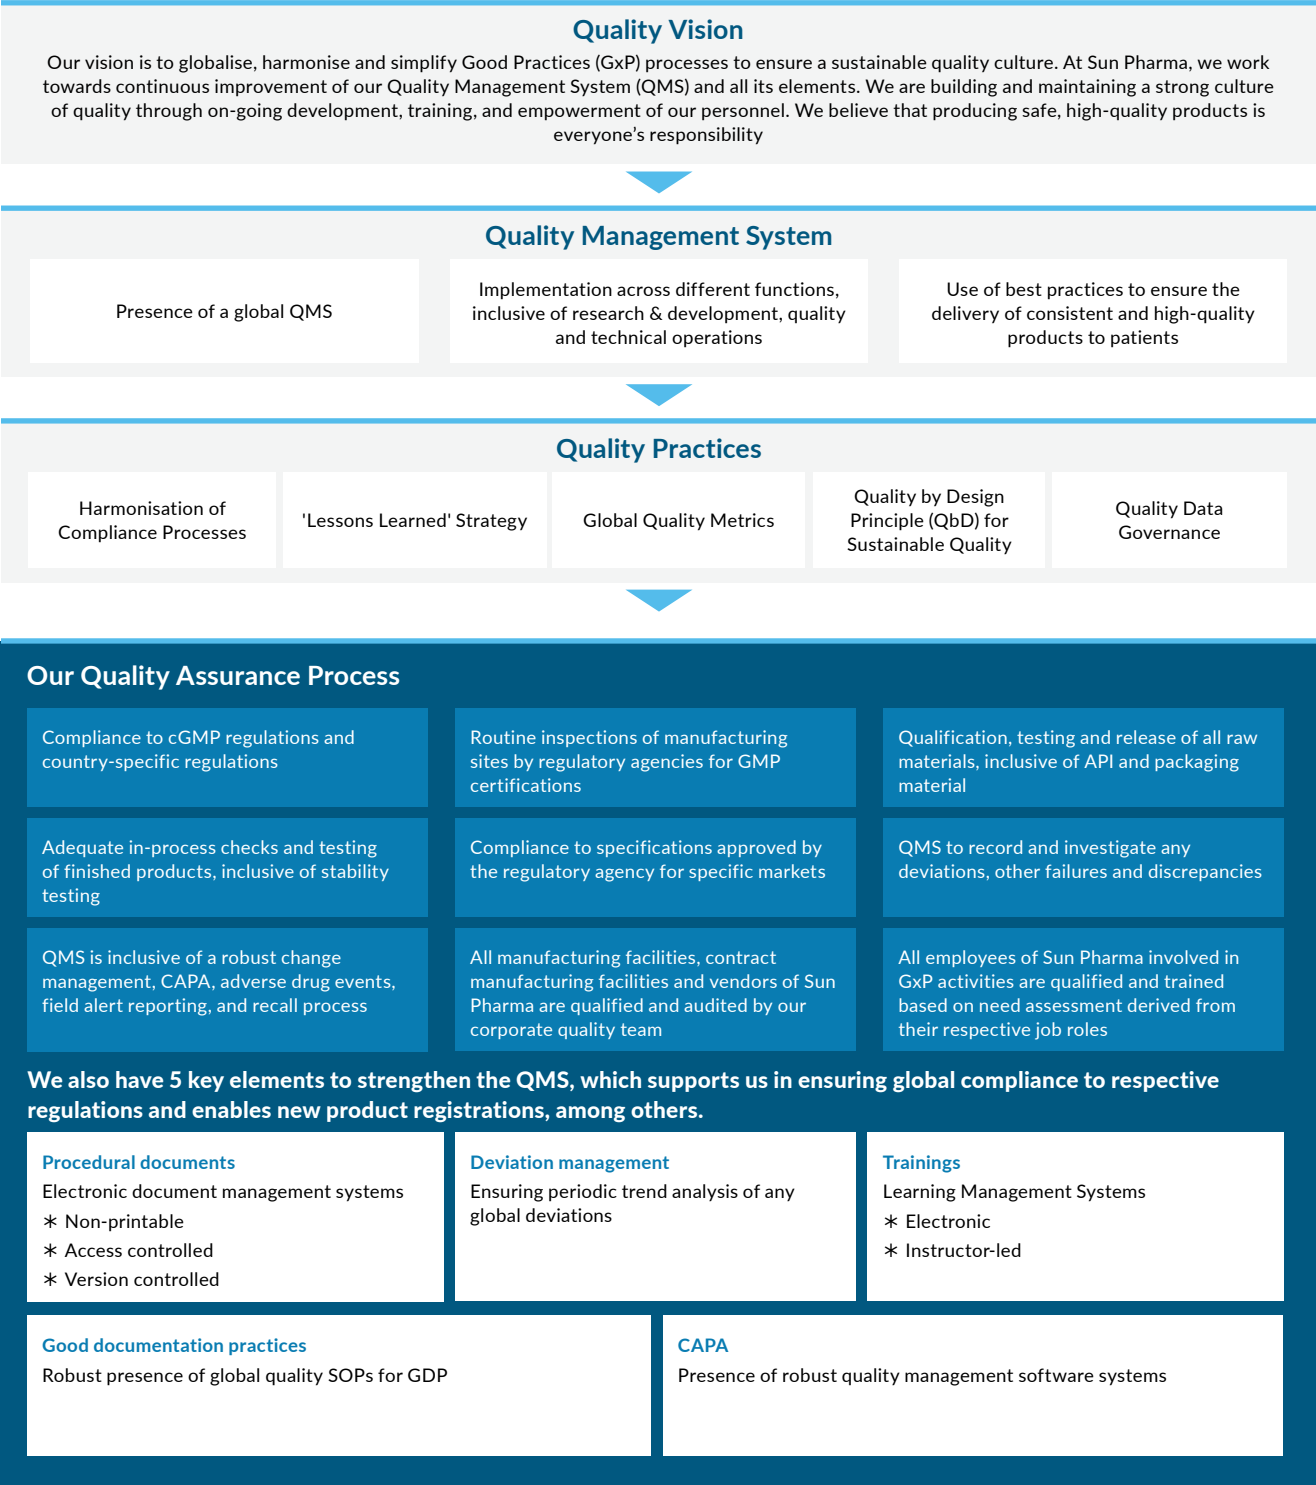 Quality Vision
Our vision is to globalise, harmonise and simplify Good Practices (GxP) processes to ensure a sustainable quality culture. At Sun Pharma, we work
towards continuous improvement of our Quality Management System (QMS) and all its elements. We are building and maintaining a strong culture
of quality through on-going development, training, and empowerment of our personnel. We believe that producing safe, high-quality products is
everyone’s responsibility
Quality Management System
Presence of a global QMS
Implementation across different functions,
inclusive of research & development, quality
and technical operations
Use of best practices to ensure the
delivery of consistent and high-quality
products to patients
Quality Practices
Harmonisation of
Compliance Processes
'Lessons Learned' Strategy
Global Quality Metrics
Quality by Design
Principle (QbD) for
Sustainable Quality
Quality Data
Governance
Our Quality Assurance Process
Compliance to cGMP regulations and
country-specific regulations
Routine inspections of manufacturing
sites by regulatory agencies for GMP
certifications
Qualification, testing and release of all raw
materials, inclusive of API and packaging
material
Adequate in-process checks and testing
of finished products, inclusive of stability
testing
Compliance to specifications approved by
the regulatory agency for specific markets
QMS to record and investigate any
deviations, other failures and discrepancies
QMS is inclusive of a robust change
management, CAPA, adverse drug events,
field alert reporting, and recall process
All manufacturing facilities, contract
manufacturing facilities and vendors of Sun
Pharma are qualified and audited by our
corporate quality team
All employees of Sun Pharma involved in
GxP activities are qualified and trained
based on need assessment derived from
their respective job roles
We also have 5 key elements to strengthen the QMS, which supports us in ensuring global compliance to respective
regulations and enables new product registrations, among others.
Procedural documents
Electronic document management systems
* Non-printable
* Access controlled
* Version controlled
Deviation management
Ensuring periodic trend analysis of any
global deviations
Trainings
Learning Management Systems
* Electronic
* Instructor-led
Good documentation practices
Robust presence of global quality SOPs for GDP
CAPA
Presence of robust quality management software systems